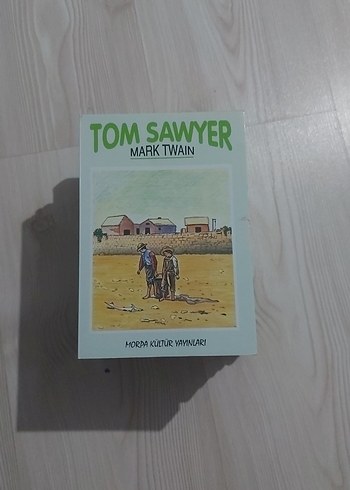 TOM SAWYER
MARK TWAIN
MORPA KÜLTÜR YAYINLARI